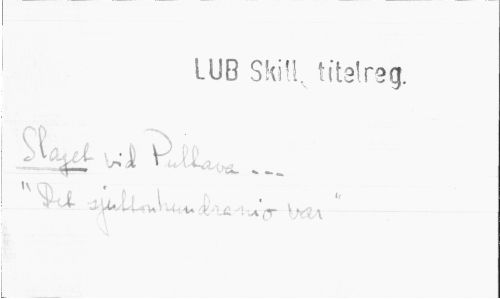 LUB Skill. titelreg.
Slaget vid Pultava ---
"Det sjuttonhundranio var"